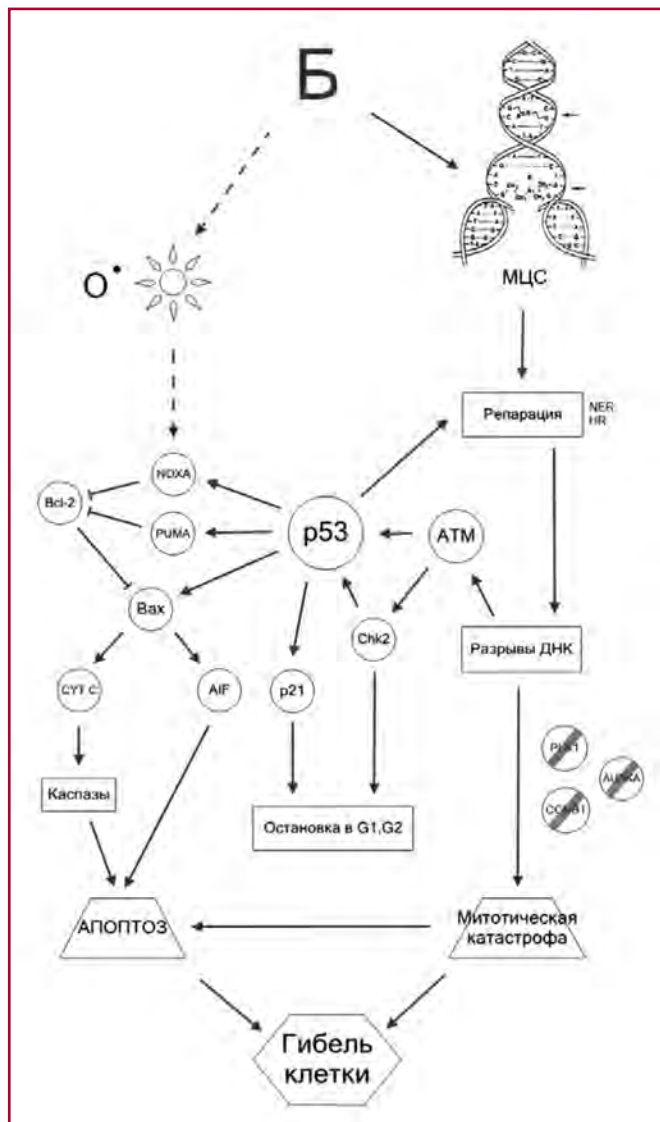 Б
О•
МЦС
Репарация
NER
HR
NOXA
Bcl-2
PUMA
p53
ATM
Bax
Chk2
Разрывы ДНК
CYT C
AIF
p21
PLK1
Каспазы
Остановка в G1,G2
АПОПТОЗ
Митотическая
катастрофа
Гибель
клетки